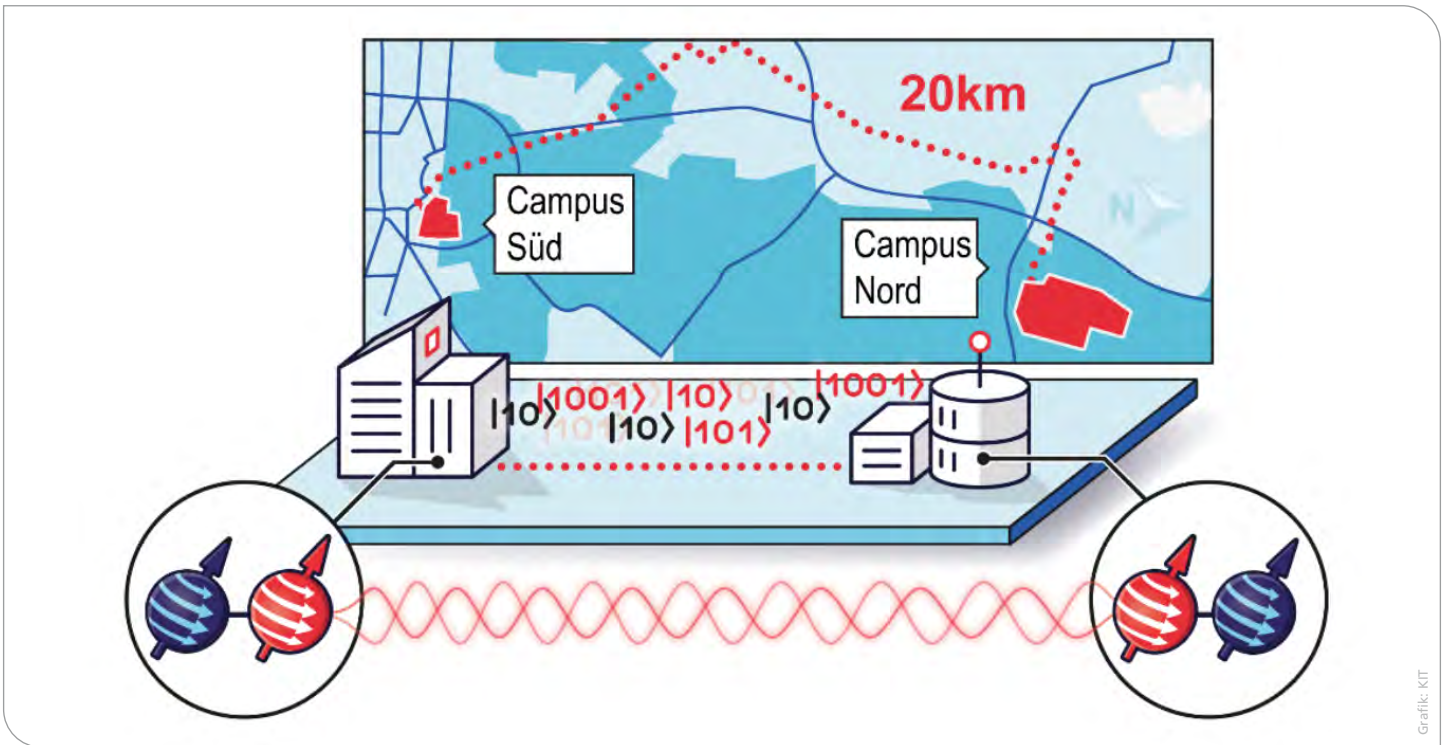 20km
Campus
Süd
Campus
Nord
N
|10⟩
|1001⟩
|10⟩
|10⟩
|101⟩
|10⟩
|1001⟩
Grafik: KIT